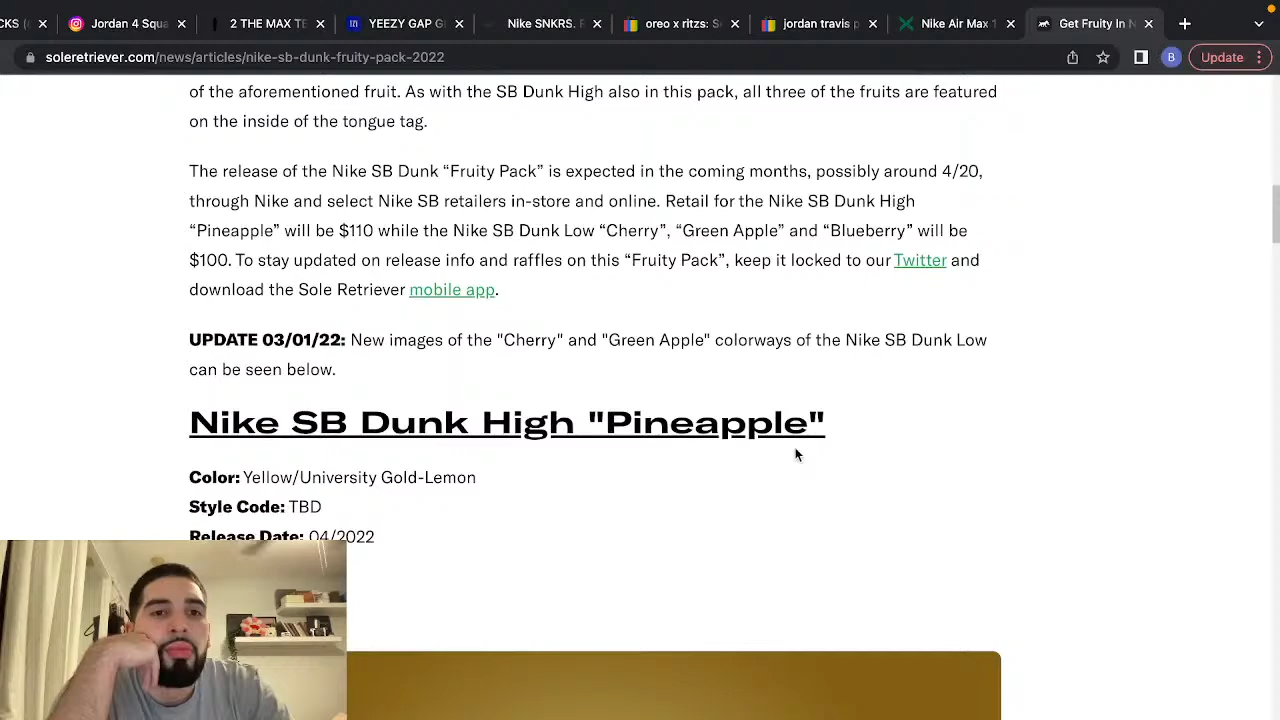 CKS (
Jordan 4 Squa
2 THE MAX TE
YEEZY GAP G
Nike SNKRS. F
oreo x ritzs: S
jordan travis p
Nike Air Max 1
Get Fruity In N
soleretriever.com/news/articles/nike-sb-dunk-fruity-pack-2022
B
Update
of the aforementioned fruit. As with the SB Dunk High also in this pack, all three of the fruits are featured
on the inside of the tongue tag.
The release of the Nike SB Dunk “Fruity Pack” is expected in the coming months, possibly around 4/20,
through Nike and select Nike SB retailers in-store and online. Retail for the Nike SB Dunk High
“Pineapple” will be $110 while the Nike SB Dunk Low “Cherry”, “Green Apple” and “Blueberry” will be
$100. To stay updated on release info and raffles on this “Fruity Pack”, keep it locked to our Twitter and
download the Sole Retriever mobile app.
UPDATE 03/01/22: New images of the "Cherry" and "Green Apple" colorways of the Nike SB Dunk Low
can be seen below.
Nike SB Dunk High "Pineapple"
Color: Yellow/University Gold-Lemon
Style Code: TBD
Release Date: 04/2022